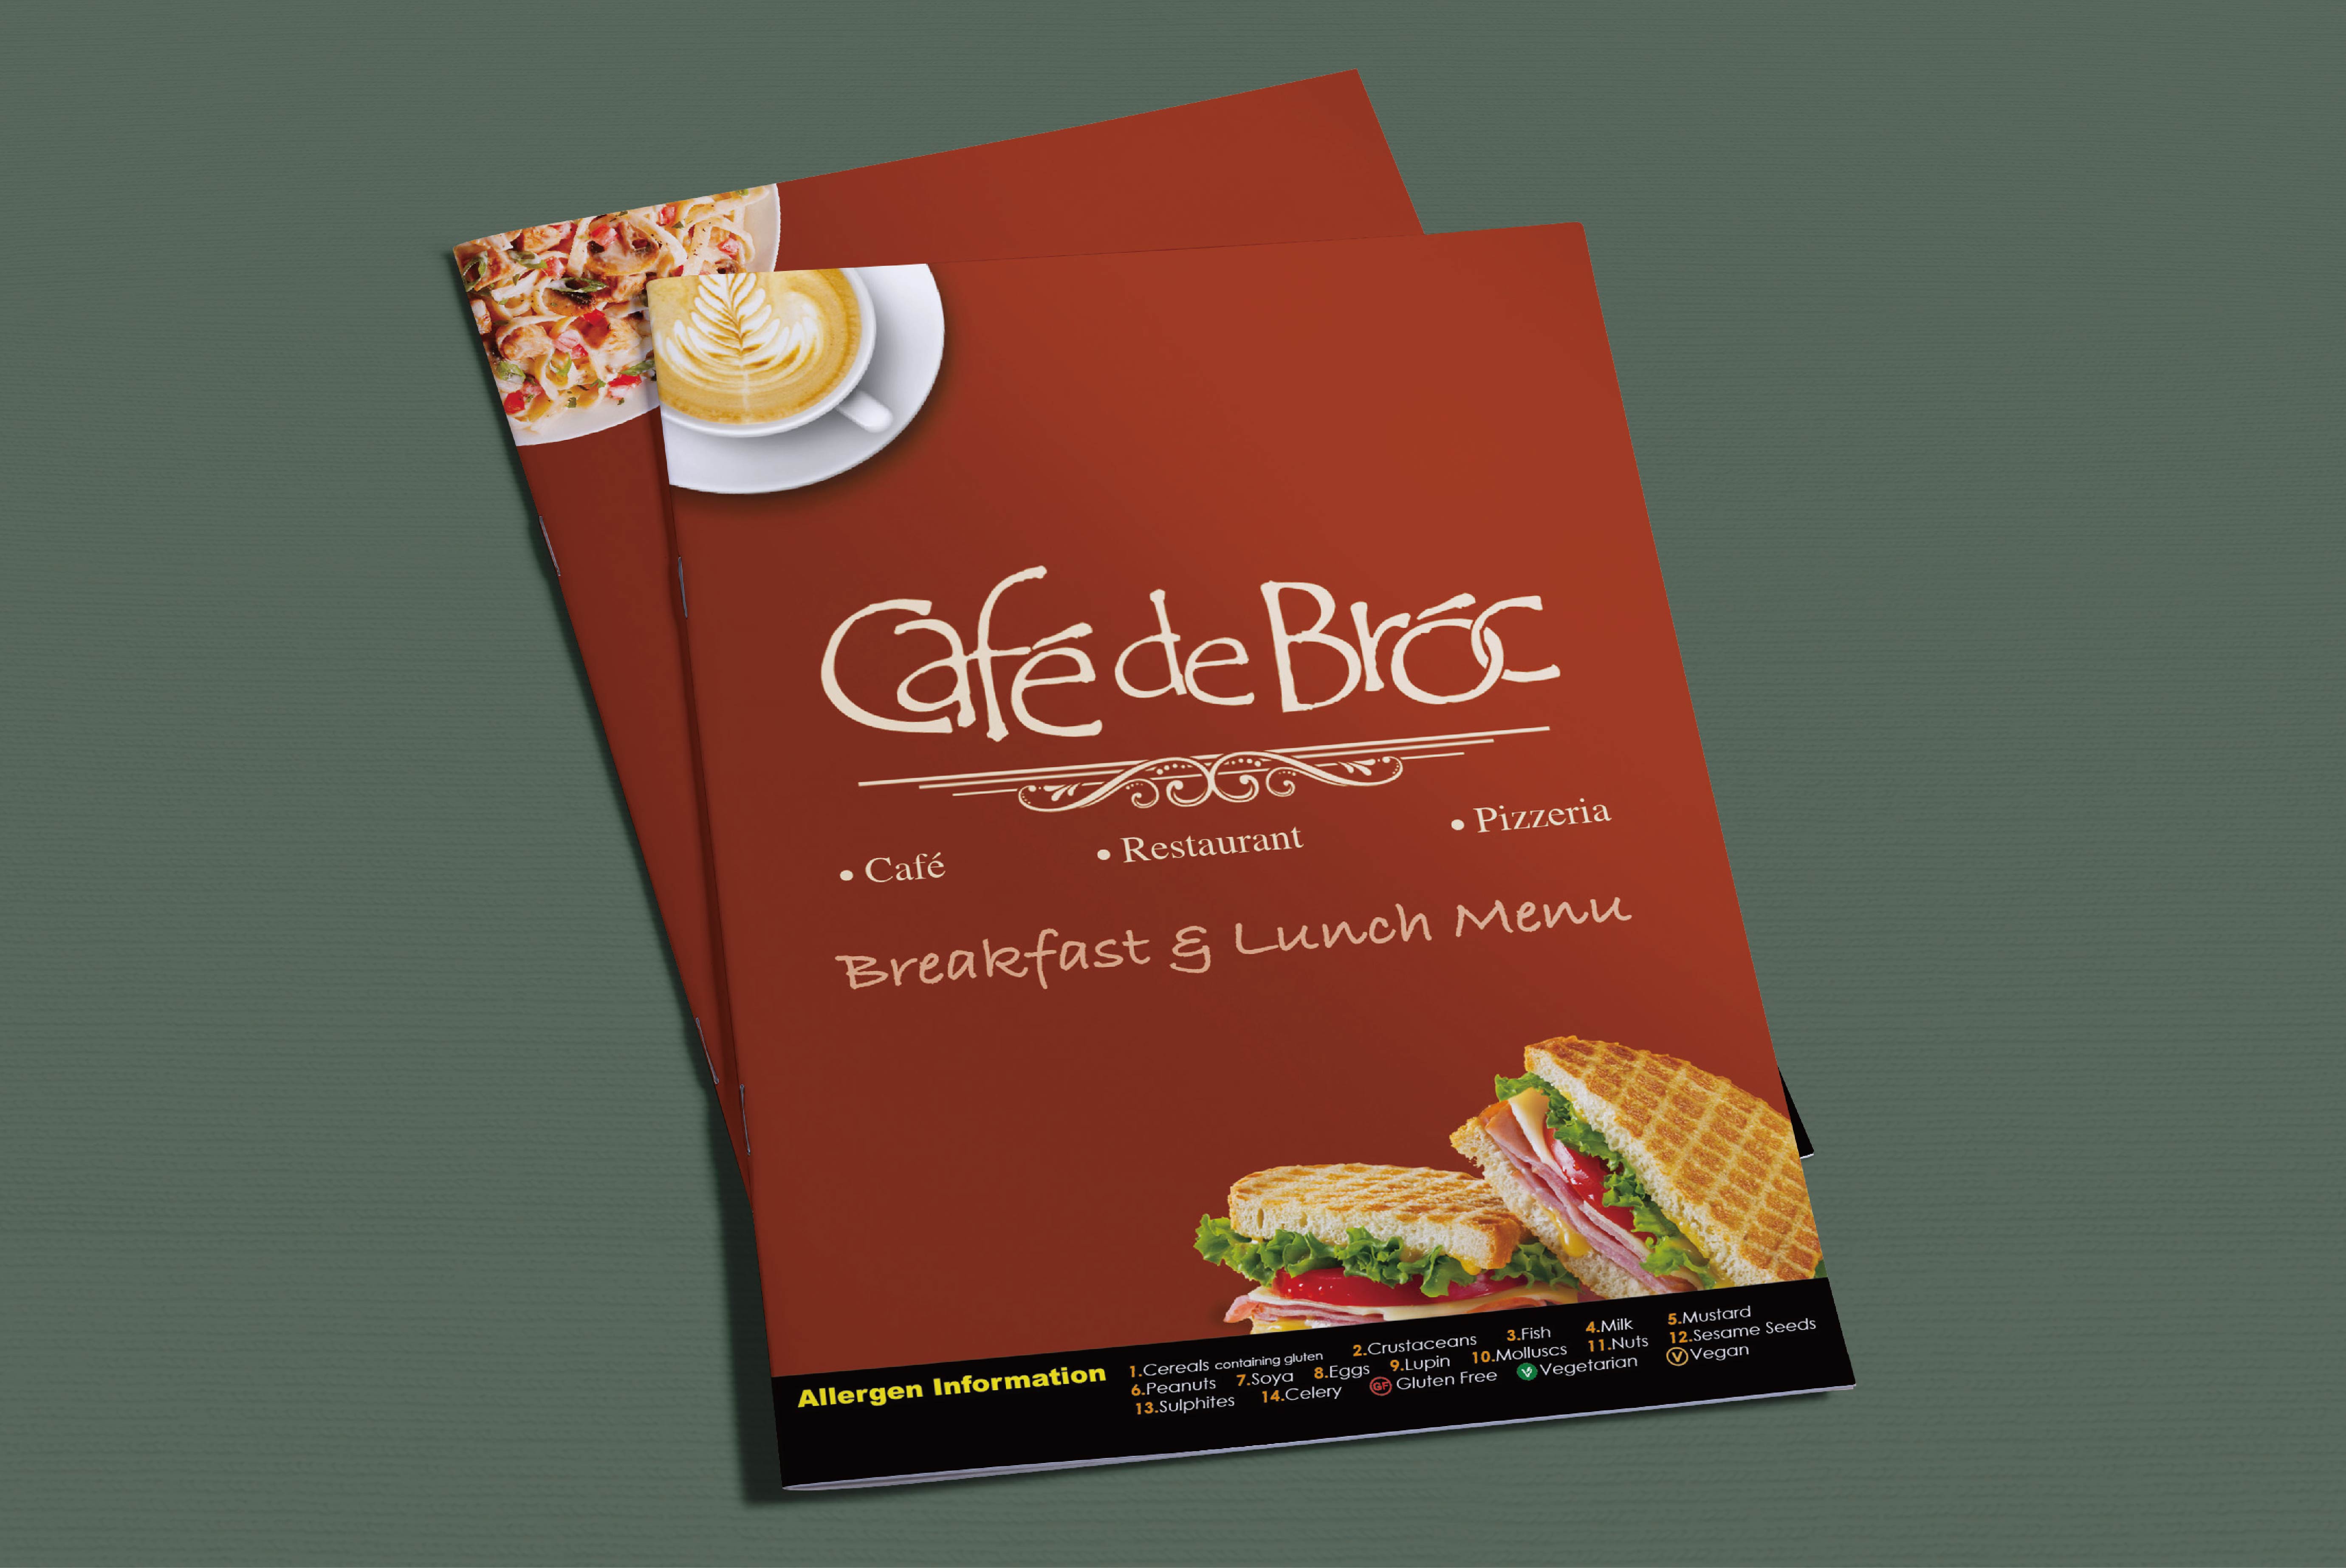 Café de Bróc
• Café • Restaurant • Pizzeria
Breakfast & Lunch Menu
Allergen Information
1.Cereals containing gluten 2.Crustaceans 3.Fish 4.Milk 5.Mustard
6.Peanuts 7.Soya 8.Eggs 9.Lupin 10.Molluscs 11.Nuts 12.Sesame Seeds
13.Sulphites 14.Celery GF Gluten Free V Vegetarian V Vegan